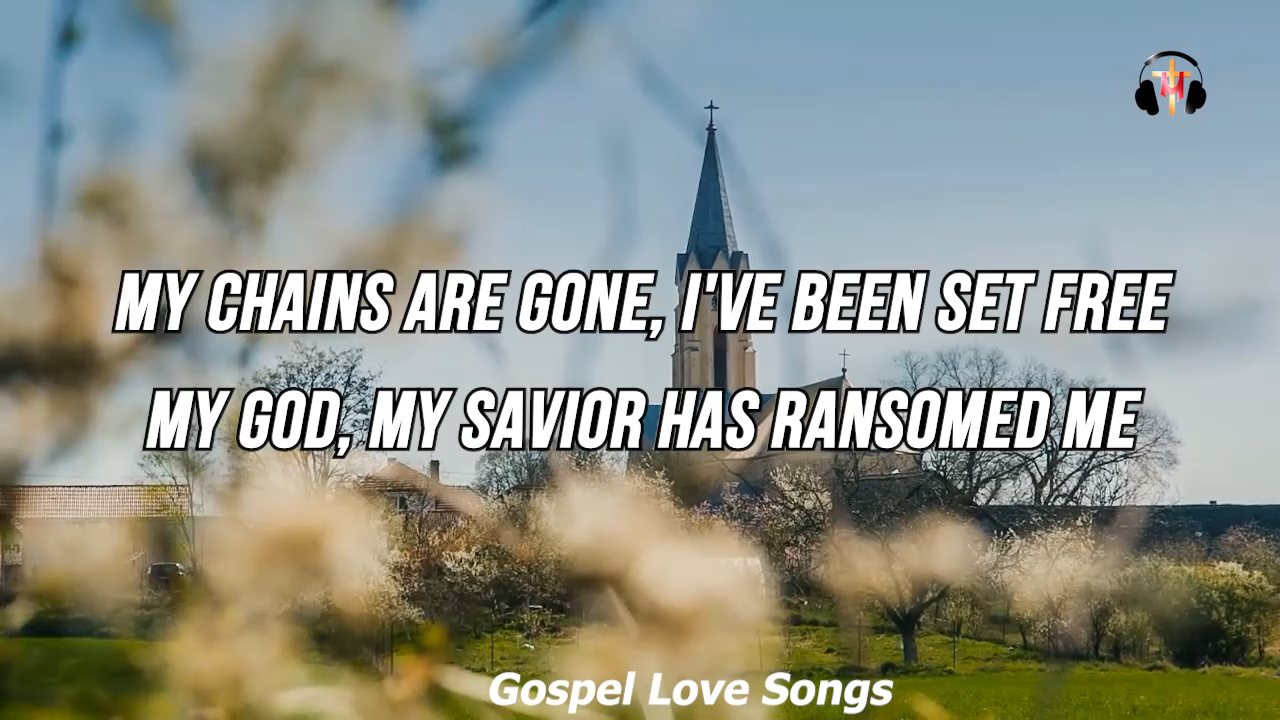 MY CHAINS ARE GONE, I'VE BEEN SET FREE
MY GOD, MY SAVIOR HAS RANSOMED ME
Gospel Love Songs